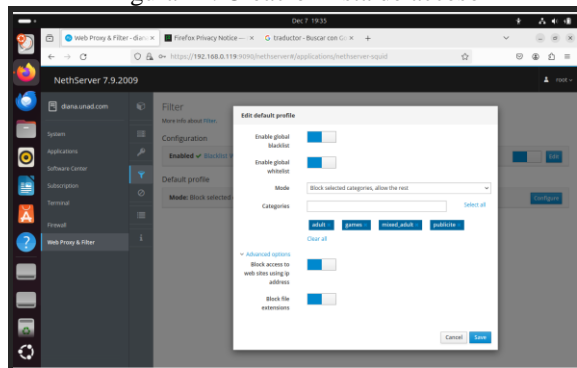 Dec 7 19:35
Web Proxy & Filter - diana
Firefox Privacy Notice —
traductor - Buscar con Go
https://192.168.0.119:9090/nethserver#/applications/nethserver-squid
NethServer 7.9.2009
root
diana.unad.com
System
Applications
Software Center
Subscription
Terminal
Firewall
Web Proxy & Filter
Filter
More info about Filter.
Configuration
Enabled ✔ Blacklist
Edit
Default profile
Mode: Block selected
Configure
Edit default profile
Enable global
blacklist
Enable global
whitelist
Mode
Block selected categories, allow the rest
Categories
Select all
adult
games
mixed_adult
publicite
Clear all
Advanced options
Block access to
web sites using ip
address
Block file
extensions
Cancel
Save